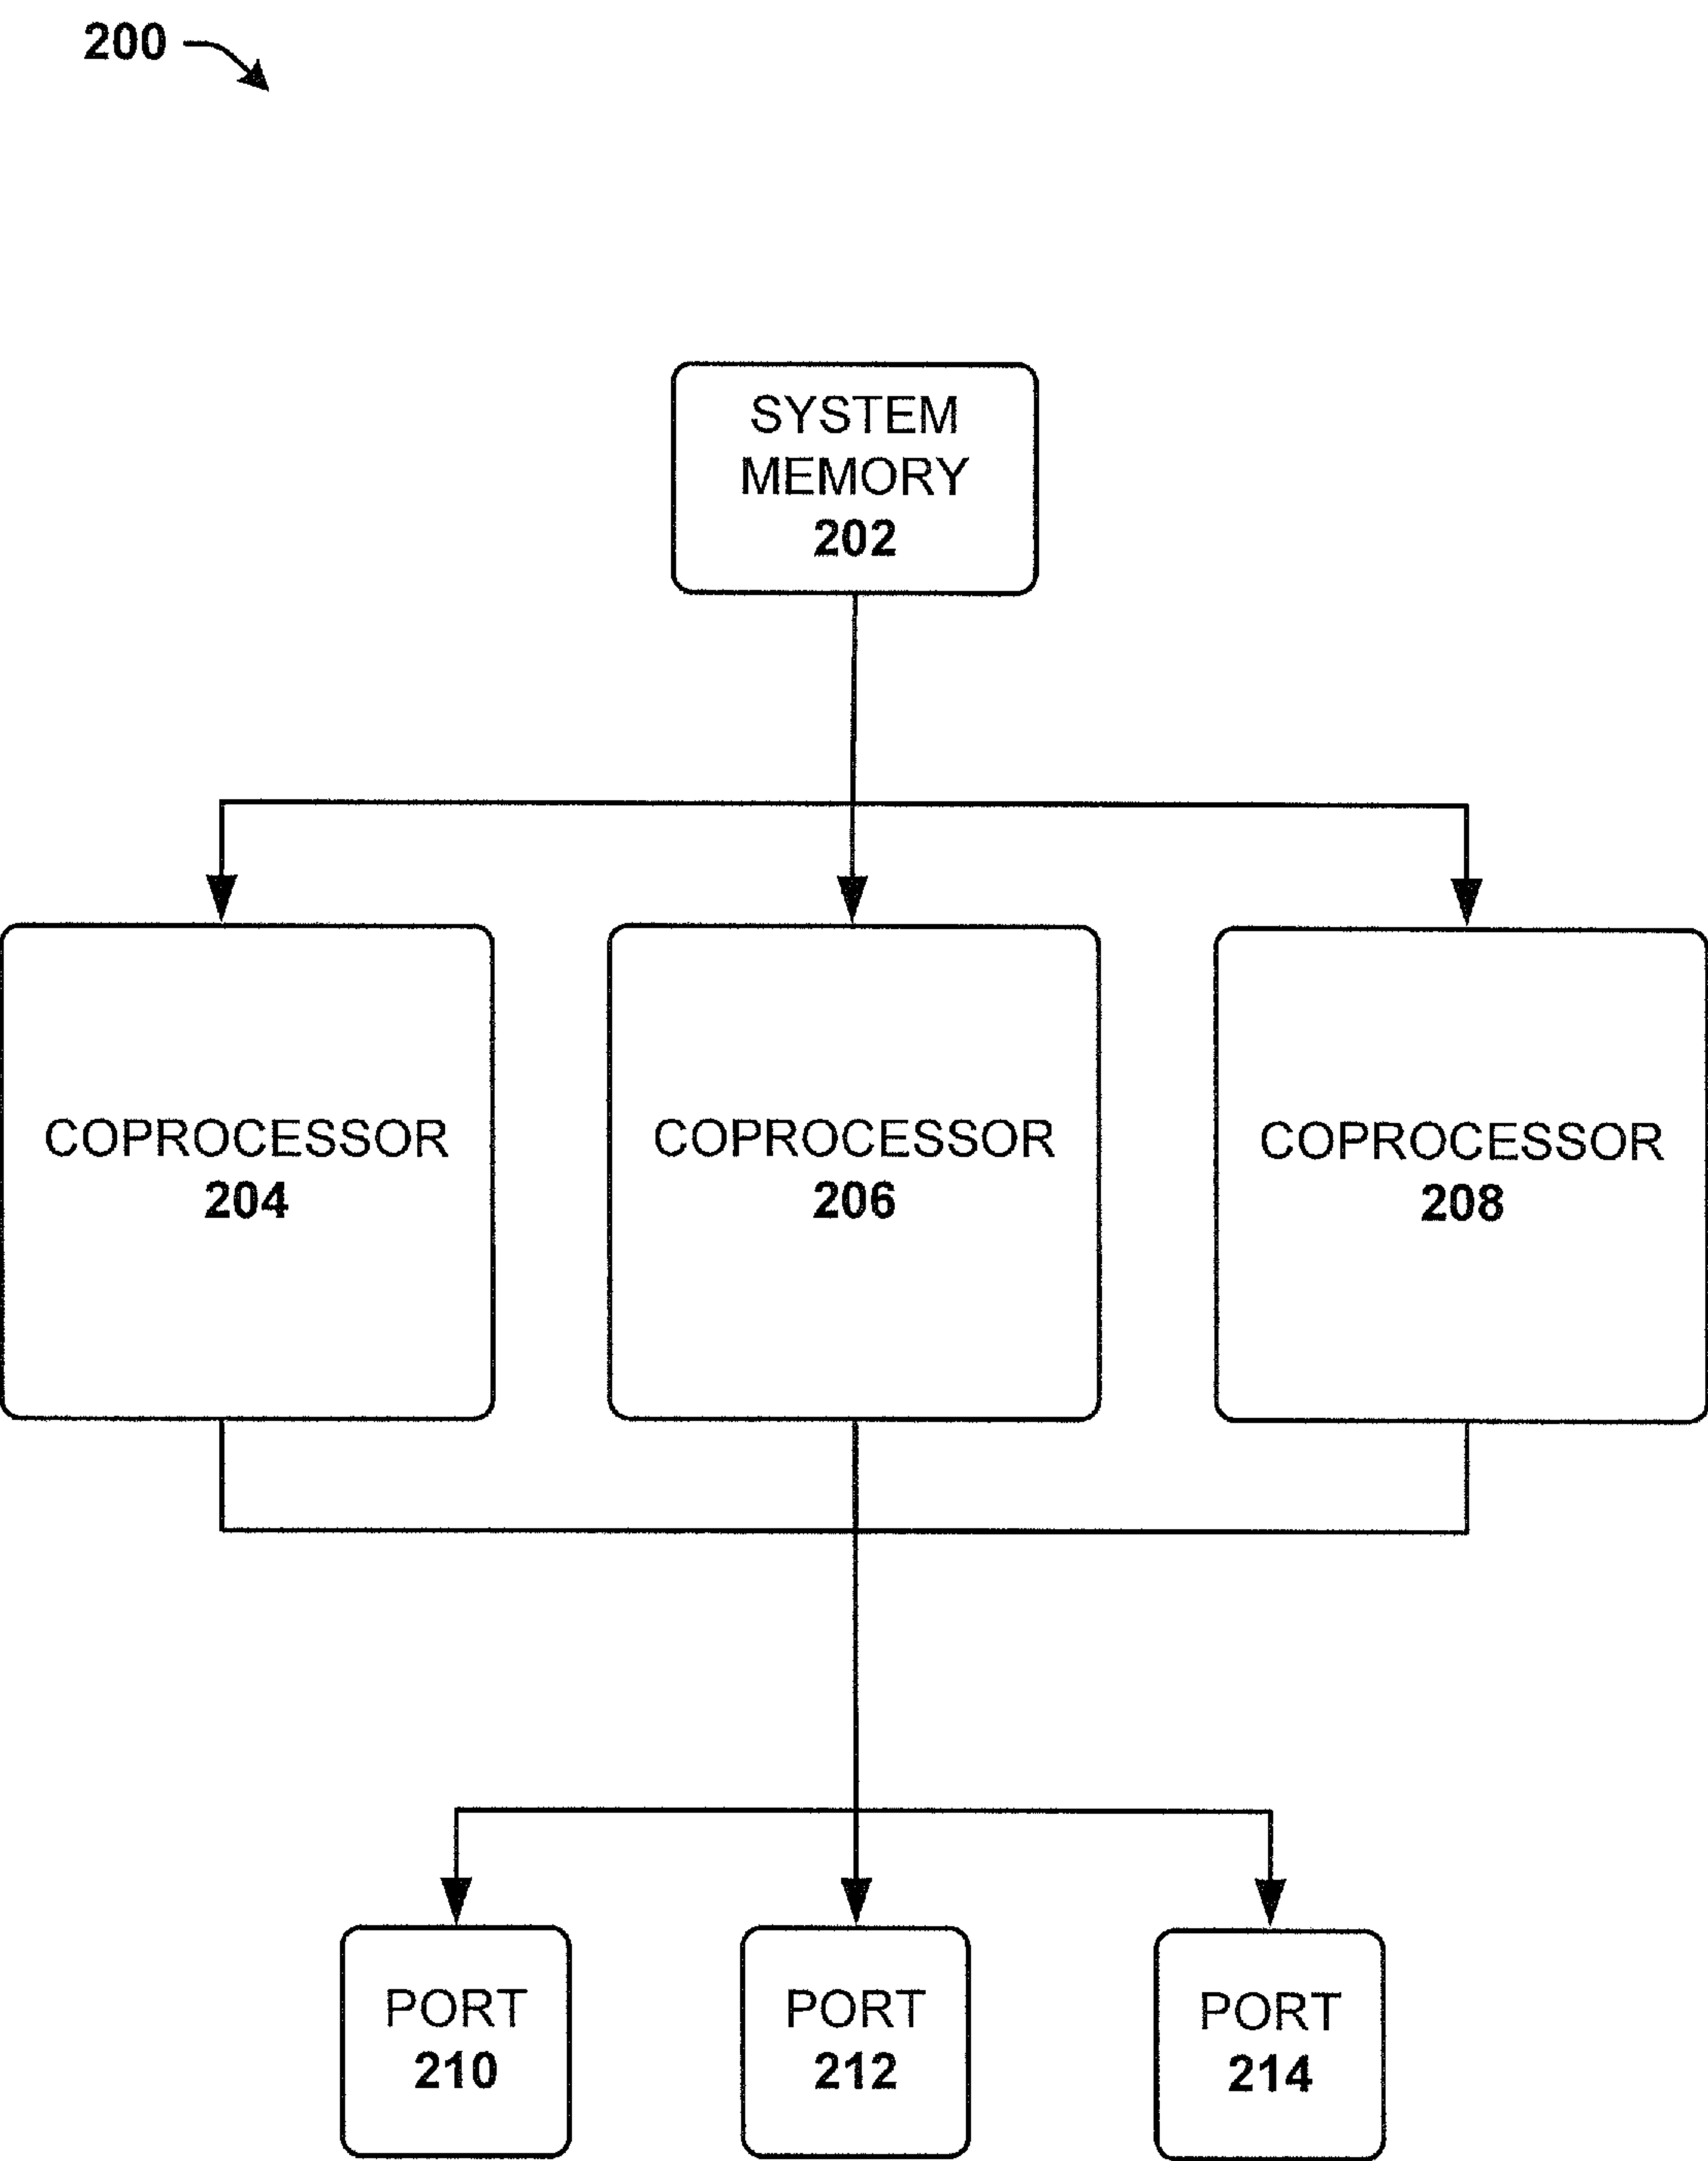 200
SYSTEM
MEMORY
202
COPROCESSOR
204
COPROCESSOR
206
COPROCESSOR
208
PORT
210
PORT
212
PORT
214